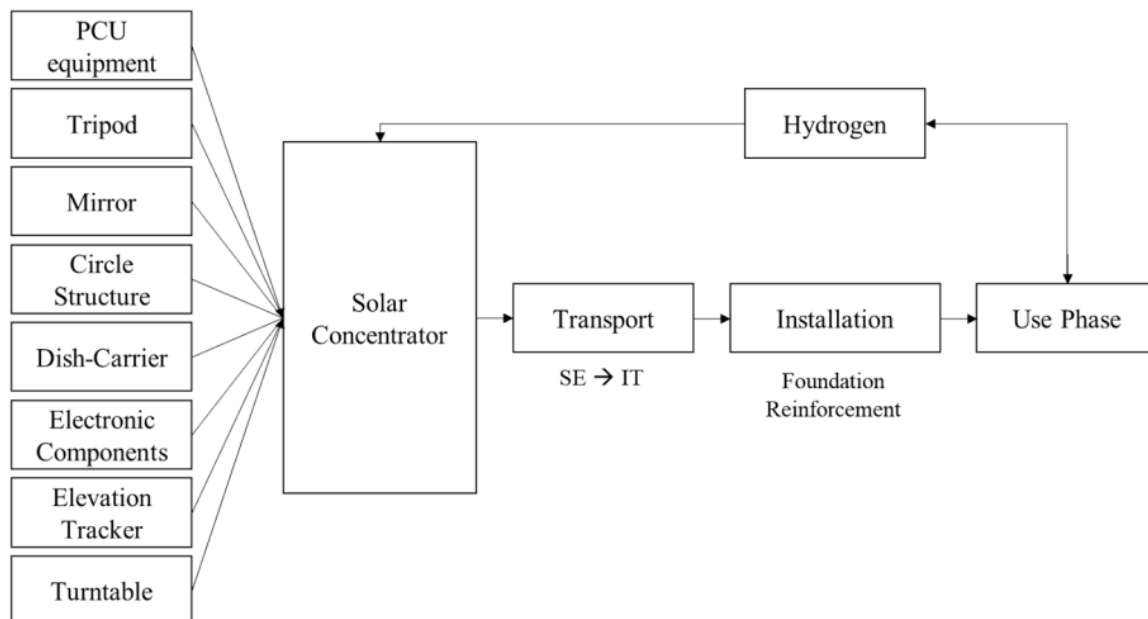 PCU
equipment
Tripod
Mirror
Circle
Structure
Dish-Carrier
Electronic
Components
Elevation
Tracker
Turntable
Solar
Concentrator
Hydrogen
Transport
SE → IT
Installation
Foundation
Reinforcement
Use Phase